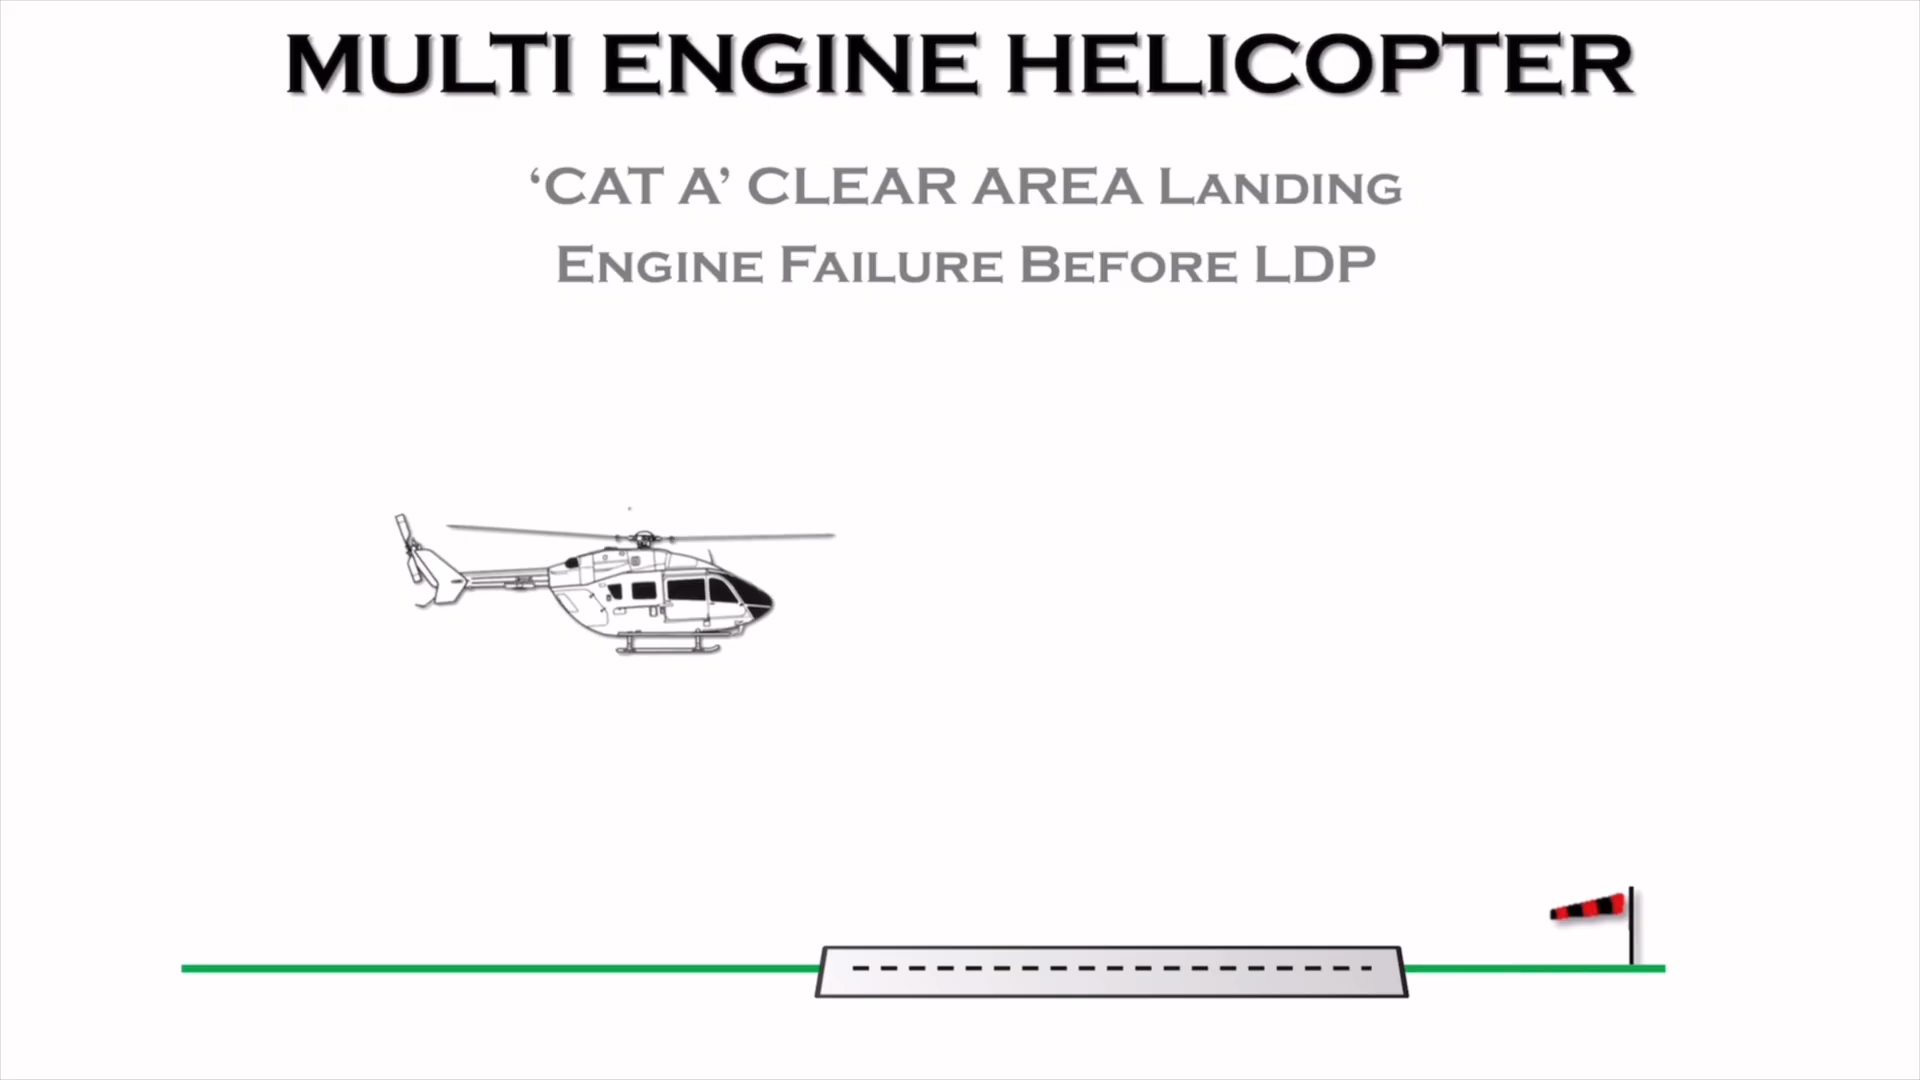 MULTI ENGINE HELICOPTER
‘CAT A’ CLEAR AREA LANDING
ENGINE FAILURE BEFORE LDP